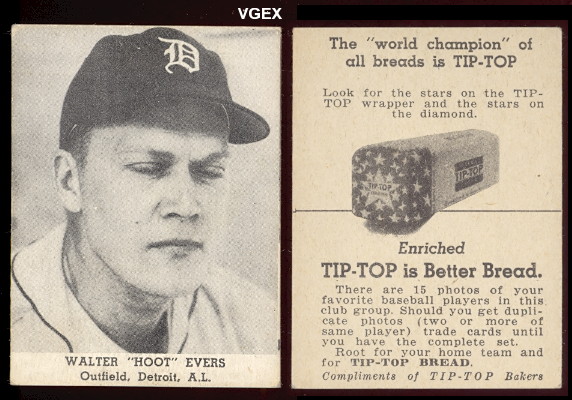 VGEX
D
WALTER "HOOT" EVERS
Outfield, Detroit, A.L.
The "world champion" of
all breads is TIP-TOP
Look for the stars on the TIP-
TOP wrapper and the stars on
the diamond.
TIP-TOP
TIP-TOP
Enriched
TIP-TOP is Better Bread.
There are 15 photos of your
favorite baseball players in this
club group. Should you get dupli-
cate photos (two or more of
same player) trade cards until
you have the complete set.
Root for your home team and
for TIP-TOP BREAD.
Compliments of TIP-TOP Bakers